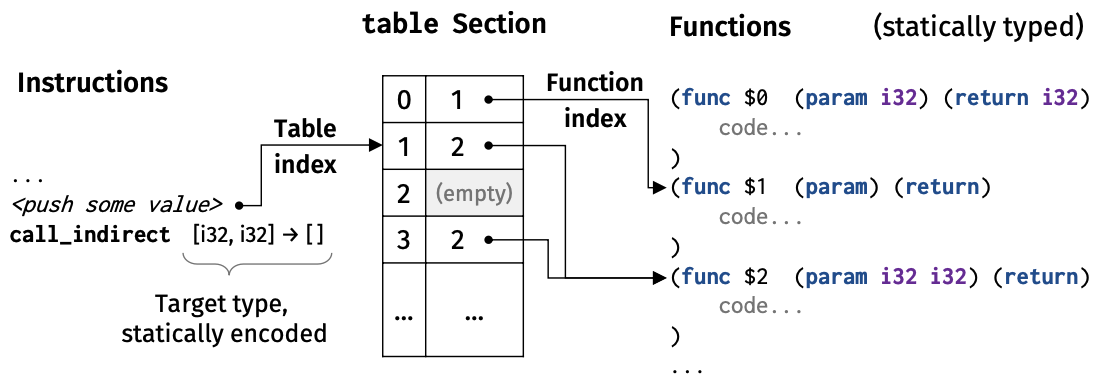 table Section
Functions (statically typed)
Instructions
...
<push some value>
call_indirect [i32, i32] → []
Target type,
statically encoded
Table
index
0 1
1 2
2 (empty)
3 2
... ...
Function
index
(func $0 (param i32) (return i32)
code...
)
(func $1 (param) (return)
code...
)
(func $2 (param i32 i32) (return)
code...
)
...